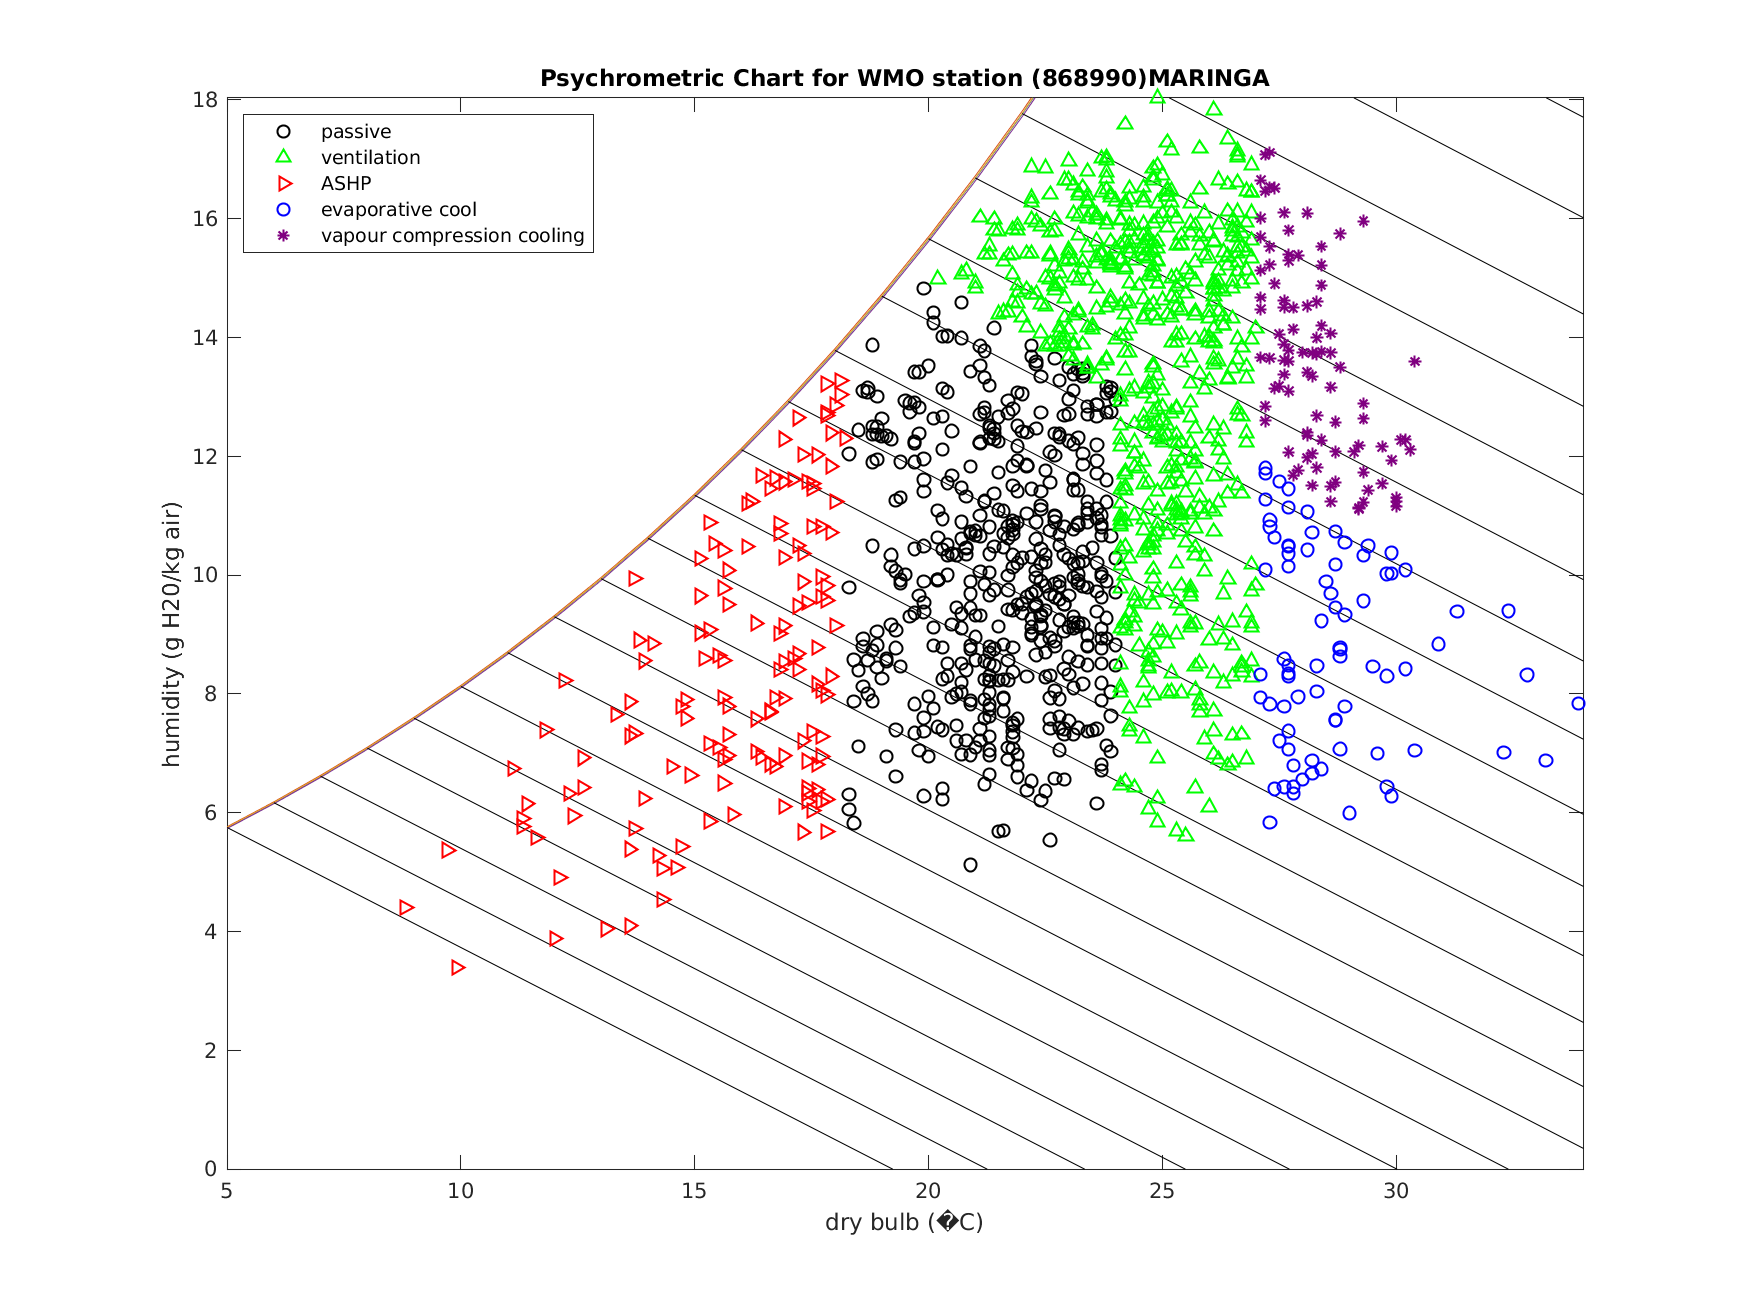 Psychrometric Chart for WMO station (868990)MARINGA
passive
ventilation
ASHP
evaporative cool
vapour compression cooling
humidity (g H20/kg air)
18
16
14
12
10
8
6
4
2
0
5 10 15 20 25 30
dry bulb (�C)